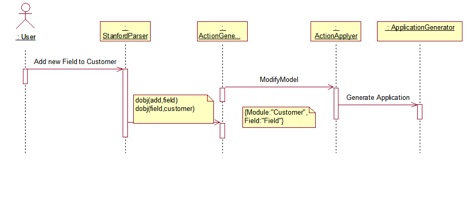 : User
:
StanfordParser
:
ActionGene...
:
ActionApplyer
: ApplicationGenerator
Add new Field to Customer
ModifyModel
Generate Application
dobj(add,field)
dobj(field,customer)
{Module:"Customer",
Field:"Field"}